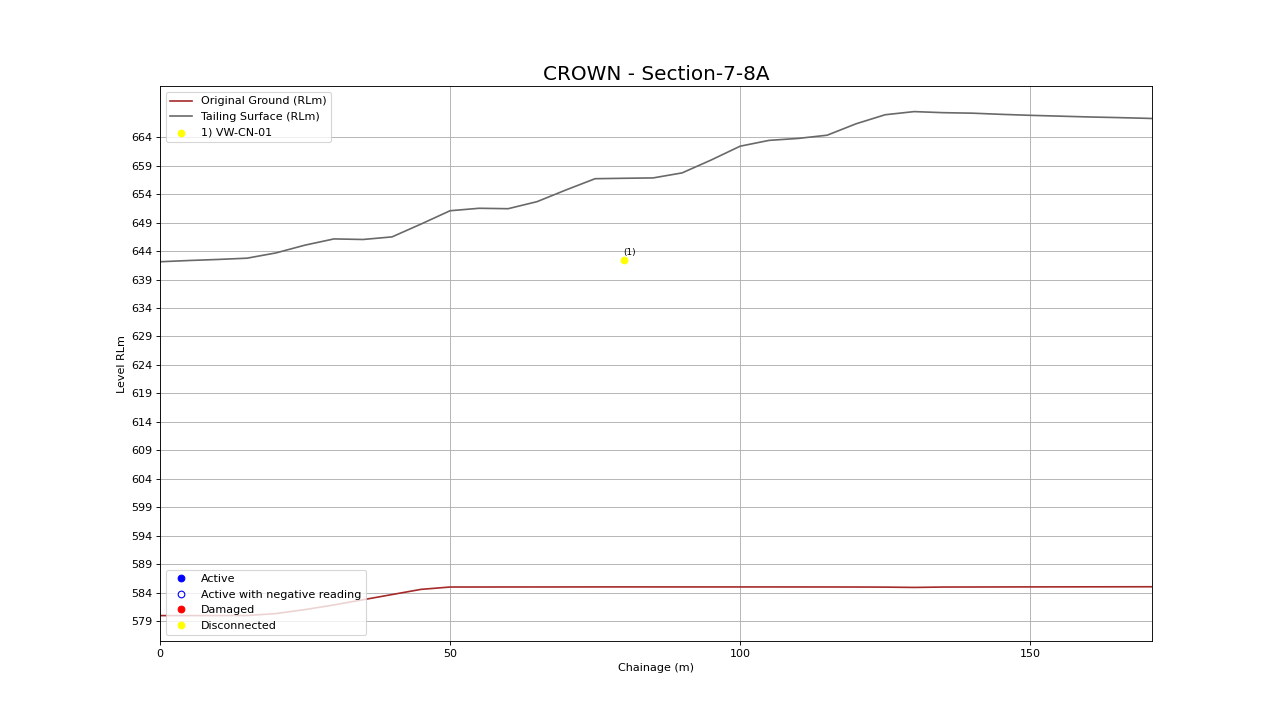 CROWN - Section-7-8A
Original Ground (RLm)
Tailing Surface (RLm)
1) VW-CN-01
664
659
654
649
644
639
634
629
624
619
614
609
604
599
594
589
584
579
Level RLm
(1)
Active
Active with negative reading
Damaged
Disconnected
0 50 100 150
Chainage (m)